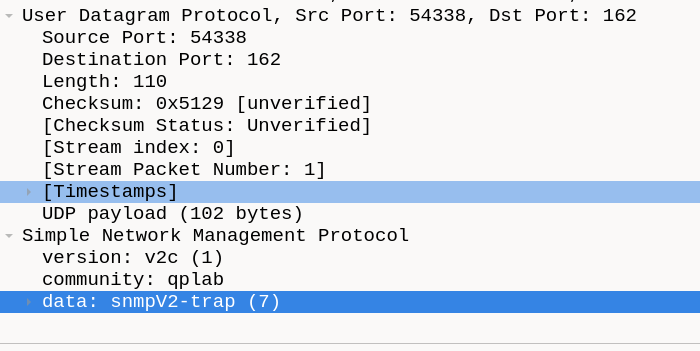 User Datagram Protocol, Src Port: 54338, Dst Port: 162
Source Port: 54338
Destination Port: 162
Length: 110
Checksum: 0x5129 [unverified]
[Checksum Status: Unverified]
[Stream index: 0]
[Stream Packet Number: 1]
[Timestamps]
UDP payload (102 bytes)
Simple Network Management Protocol
version: v2c (1)
community: qplab
data: snmpV2-trap (7)